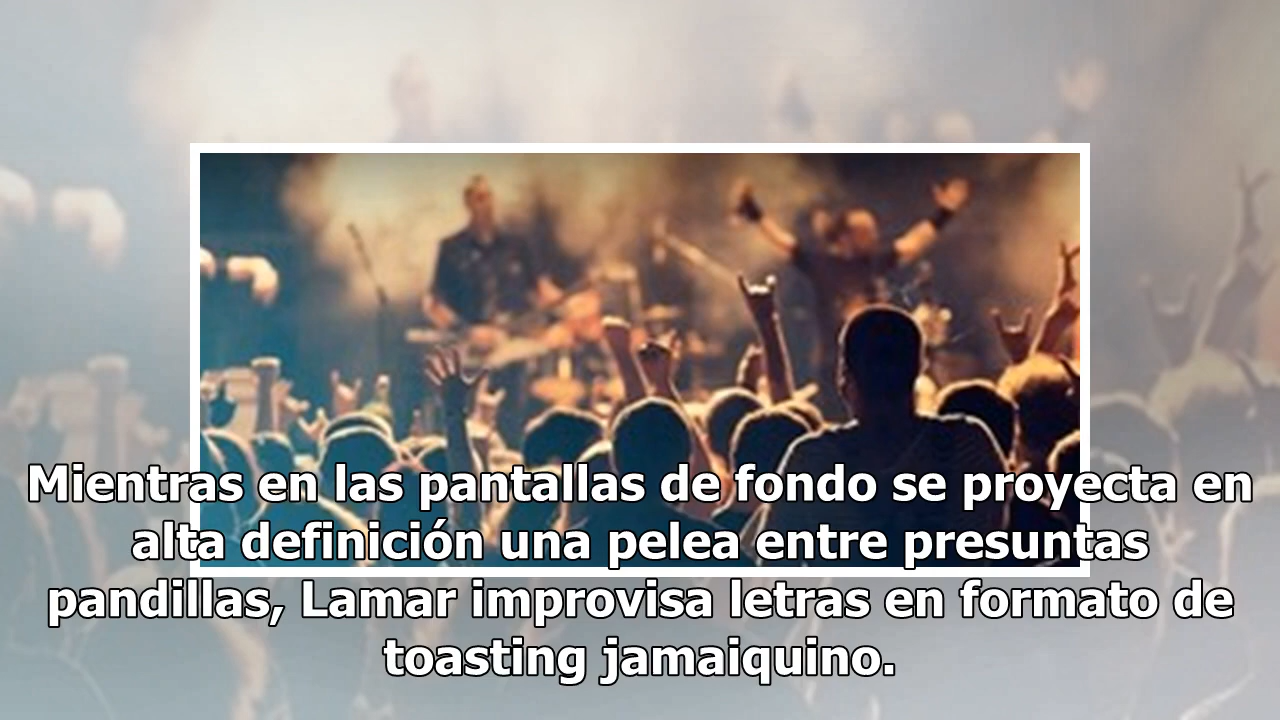 Mientras en las pantallas de fondo se proyecta en
alta definición una pelea entre presuntas
pandillas, Lamar improvisa letras en formato de
toasting jamaiquino.